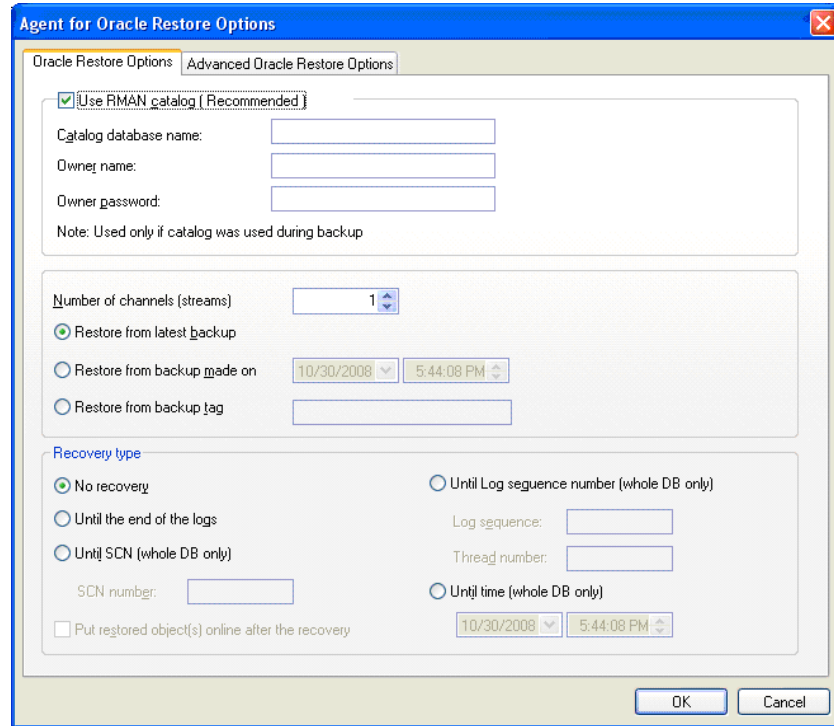 Agent for Oracle Restore Options
Oracle Restore Options
Advanced Oracle Restore Options
Use RMAN catalog ( Recommended )
Catalog database name:
Owner name:
Owner password:
Note: Used only if catalog was used during backup
Number of channels (streams)
1
Restore from latest backup
Restore from backup made on
10/30/2008
5:44:08 PM
Restore from backup tag
Recovery type
No recovery
Until the end of the logs
Until SCN (whole DB only)
SCN number:
Put restored object(s) online after the recovery
Until Log sequence number (whole DB only)
Log sequence:
Thread number:
Until time (whole DB only)
10/30/2008
5:44:08 PM
OK
Cancel